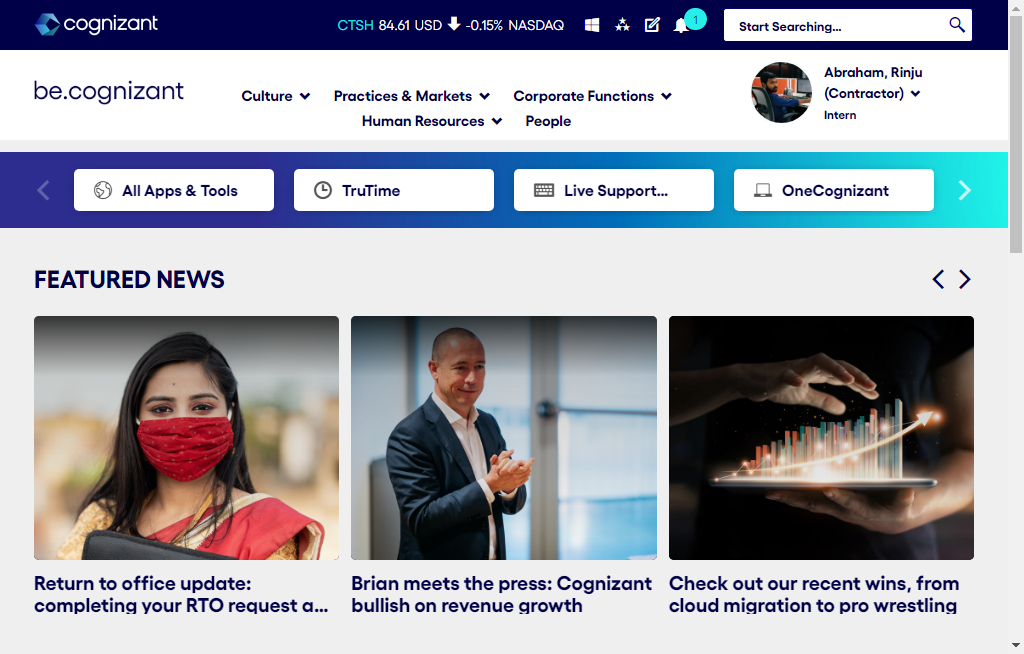 cognizant
CTSH 84.61 USD -0.15% NASDAQ
1
Start Searching...
be.cognizant
Culture
Practices & Markets
Corporate Functions
Human Resources
People
Abraham, Rinju
(Contractor)
Intern
All Apps & Tools
TruTime
Live Support...
OneCognizant
FEATURED NEWS
Return to office update:
completing your RTO request a...
Brian meets the press: Cognizant
bullish on revenue growth
Check out our recent wins, from
cloud migration to pro wrestling